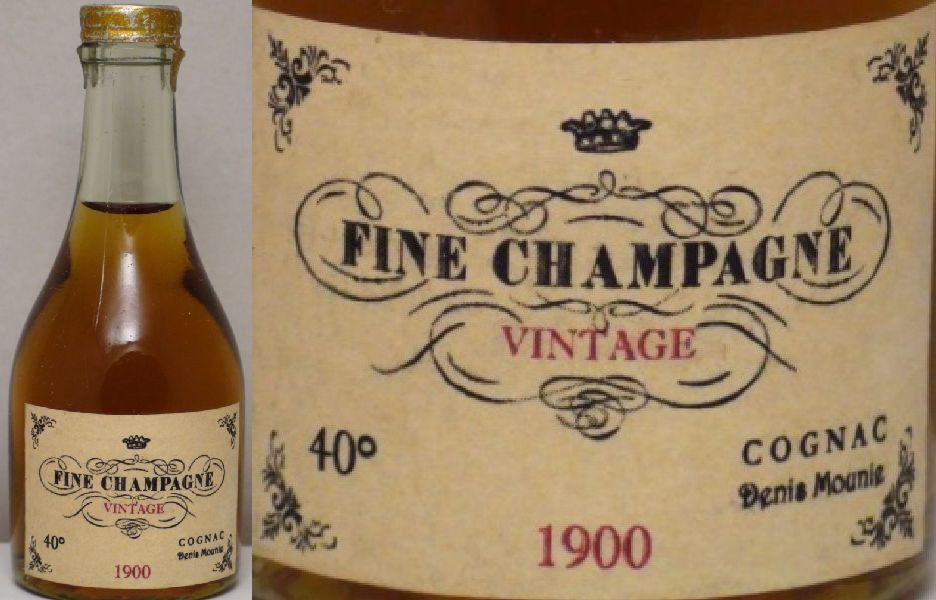 FINE CHAMPAGNE
VINTAGE
40°
COGNAC
Denis Mounie
1900
FINE CHAMPAGNE
VINTAGE
40°
COGNAC
Denis Mounie
1900